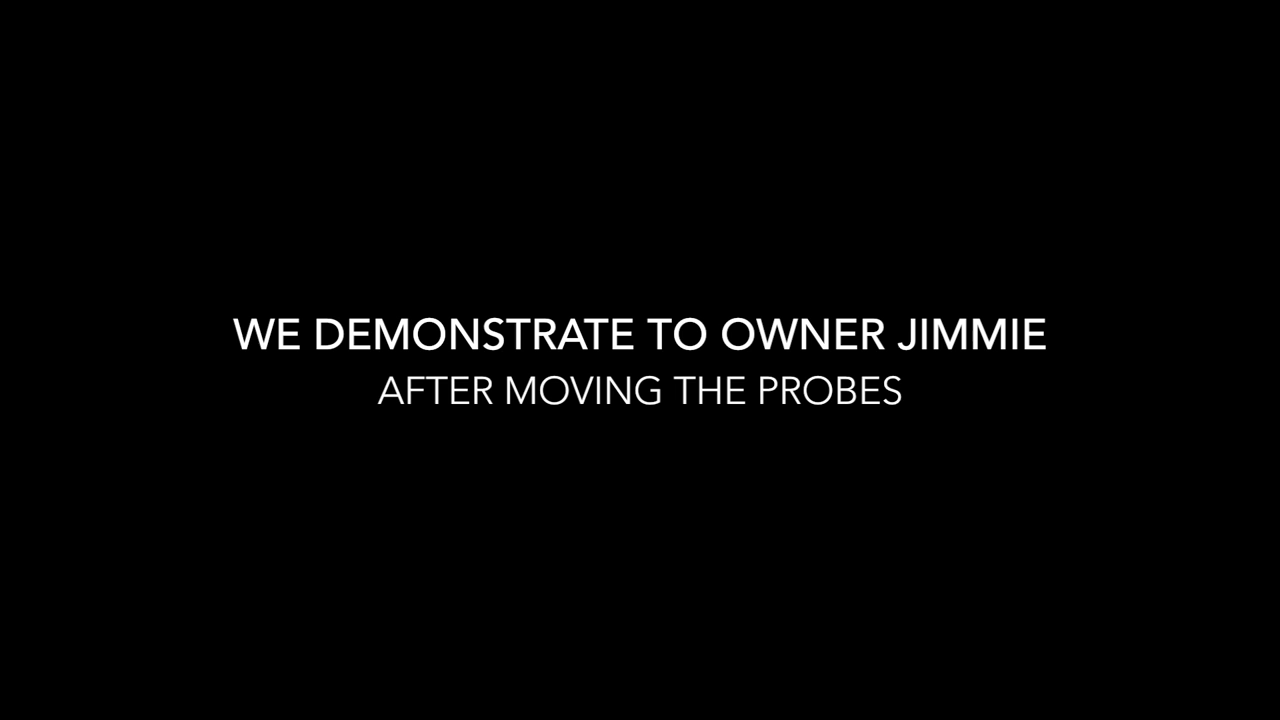 WE DEMONSTRATE TO OWNER JIMMIE
AFTER MOVING THE PROBES